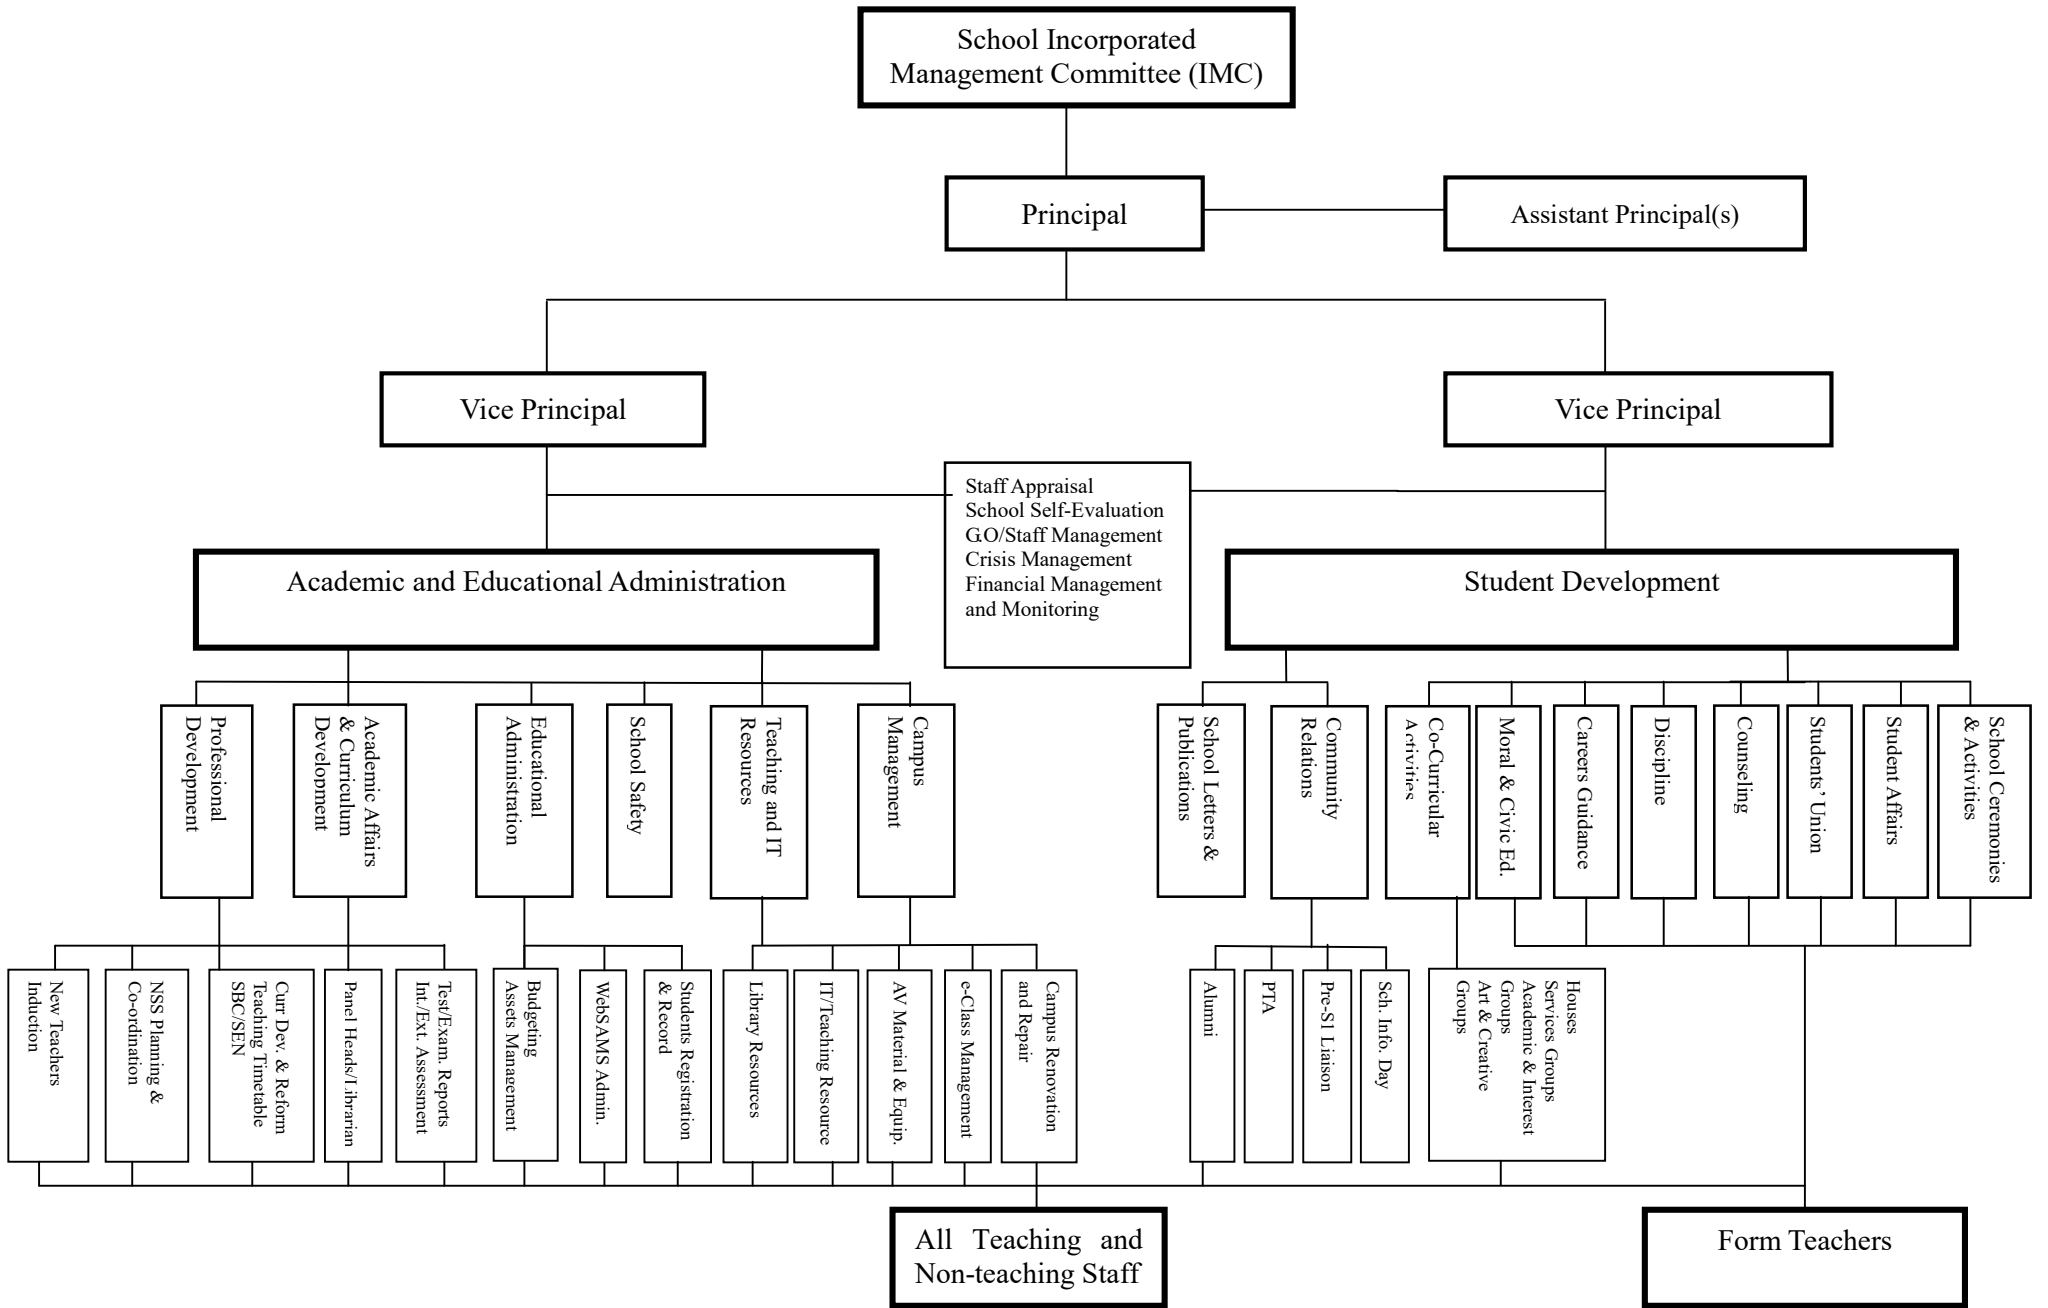 School Incorporated
Management Committee (IMC)
Principal
Assistant Principal(s)
Vice Principal
Vice Principal
Staff Appraisal
School Self-Evaluation
G.O/Staff Management
Crisis Management
Financial Management
and Monitoring
Academic and Educational Administration
Student Development
Professional
Development
Academic Affairs
& Curriculum
Development
Educational
Administration
School Safety
Teaching and IT
Resources
Campus
Management
School Letters &
Publications
Community
Relations
Co-Curricular
Activities
Moral & Civic Ed.
Careers Guidance
Discipline
Counseling
Students' Union
Student Affairs
School Ceremonies
& Activities
New Teachers
Induction
NSS Planning &
Co-ordination
Curr Dev. & Reform
Teaching Timetable
SBC/SEN
Panel Heads/Librarian
Test/Exam. Reports
Int./Ext. Assessment
Budgeting
Assets Management
WebSAMS Admin.
Students Registration
& Record
Library Resources
IT/Teaching Resource
AV Material & Equip.
e-Class Management
Campus Renovation
and Repair
Alumni
PTA
Pre-S1 Liaison
Sch. Info. Day
Houses
Services Groups
Academic & Interest
Groups
Art & Creative
Groups
All Teaching and
Non-teaching Staff
Form Teachers